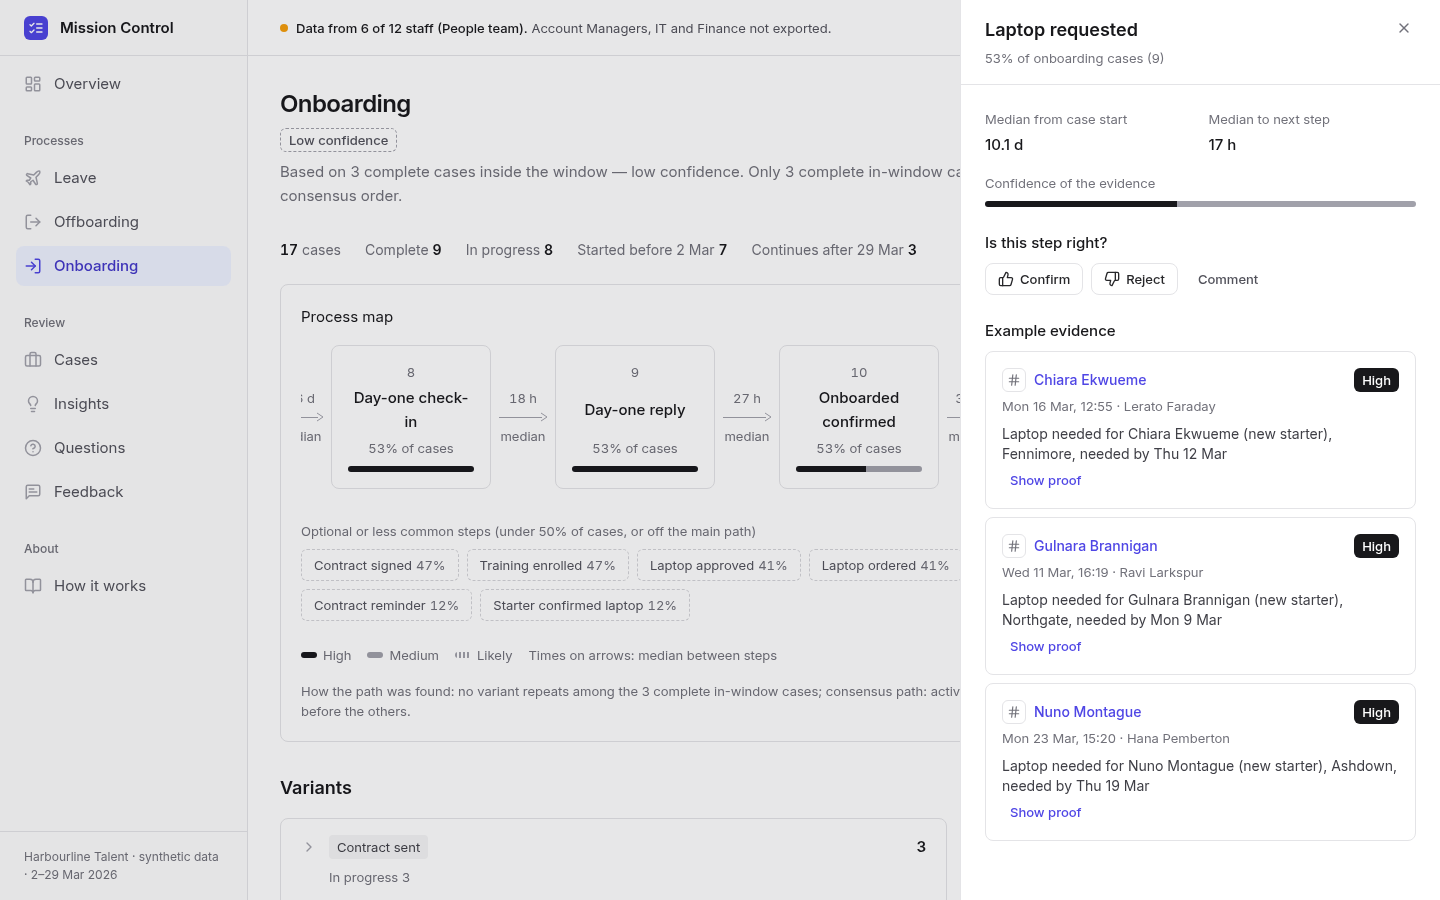 Mission Control
Overview
Processes
Leave
Offboarding
Onboarding
Review
Cases
Insights
Questions
Feedback
About
How it works
Harbourline Talent · synthetic data
· 2–29 Mar 2026
Data from 6 of 12 staff (People team). Account Managers, IT and Finance not exported.
Onboarding
Low confidence
Based on 3 complete cases inside the window — low confidence. Only 3 complete in-window
consensus order.
17 cases Complete 9 In progress 8 Started before 2 Mar 7 Continues after 29 Mar 3
Process map
8
Day-one check-
in
53% of cases
18 h
median
9
Day-one reply
53% of cases
27 h
median
10
Onboarded
confirmed
53% of cases
Optional or less common steps (under 50% of cases, or off the main path)
Contract signed 47% Training enrolled 47% Laptop approved 41% Laptop ordered 41%
Contract reminder 12% Starter confirmed laptop 12%
High Medium Likely Times on arrows: median between steps
How the path was found: no variant repeats among the 3 complete in-window cases; consensus path:
before the others.
Variants
Contract sent 3
In progress 3
Laptop requested
53% of onboarding cases (9)
Median from case start
10.1 d
Median to next step
17 h
Confidence of the evidence
Is this step right?
Confirm Reject Comment
Example evidence
# Chiara Ekwueme High
Mon 16 Mar, 12:55 · Lerato Faraday
Laptop needed for Chiara Ekwueme (new starter),
Fennimore, needed by Thu 12 Mar
Show proof
# Gulnara Brannigan High
Wed 11 Mar, 16:19 · Ravi Larkspur
Laptop needed for Gulnara Brannigan (new starter),
Northgate, needed by Mon 9 Mar
Show proof
# Nuno Montague High
Mon 23 Mar, 15:20 · Hana Pemberton
Laptop needed for Nuno Montague (new starter), Ashdown,
needed by Thu 19 Mar
Show proof